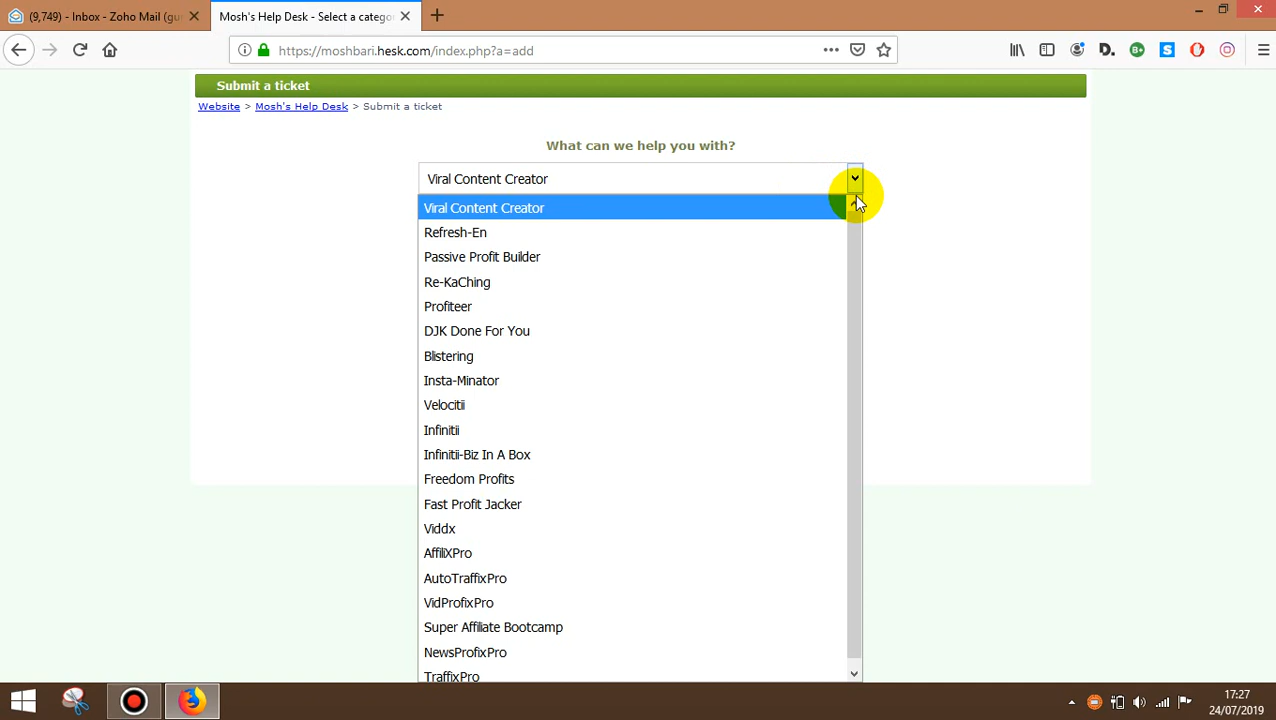 (9,749) - Inbox - Zoho Mail (gur
Mosh's Help Desk - Select a catego
https://moshbari.hesk.com/index.php?a=add
Submit a ticket
Website > Mosh's Help Desk > Submit a ticket
What can we help you with?
Viral Content Creator
Viral Content Creator
Refresh-En
Passive Profit Builder
Re-KaChing
Profiteer
DJK Done For You
Blistering
Insta-Minator
Velocitii
Infinitii
Infinitii-Biz In A Box
Freedom Profits
Fast Profit Jacker
Viddx
AffiliXPro
AutoTraffixPro
VidProfixPro
Super Affiliate Bootcamp
NewsProfixPro
TraffixPro
17:27
24/07/2019